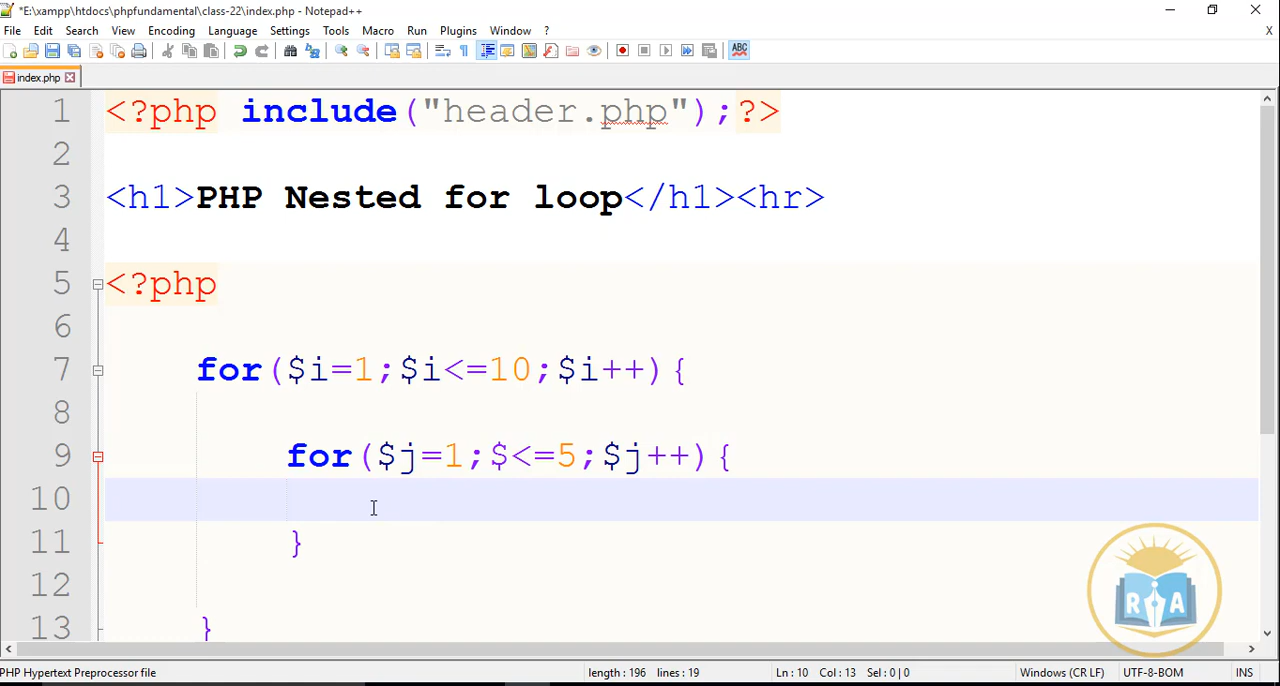 *E:\xampp\htdocs\phpfundamental\class-22\index.php - Notepad++
File Edit Search View Encoding Language Settings Tools Macro Run Plugins Window ? X
ABC
index.php
1 <?php include("header.php");?>
2
3 <h1>PHP Nested for loop</h1><hr>
4
5 <?php
6
7 for($i=1;$i<=10;$i++){
8
9 for($j=1;$<=5;$j++){
10
11 }
12
13 }
R A
PHP Hypertext Preprocessor file length : 196 lines : 19 Ln : 10 Col : 13 Sel : 0 | 0 Windows (CR LF) UTF-8-BOM INS